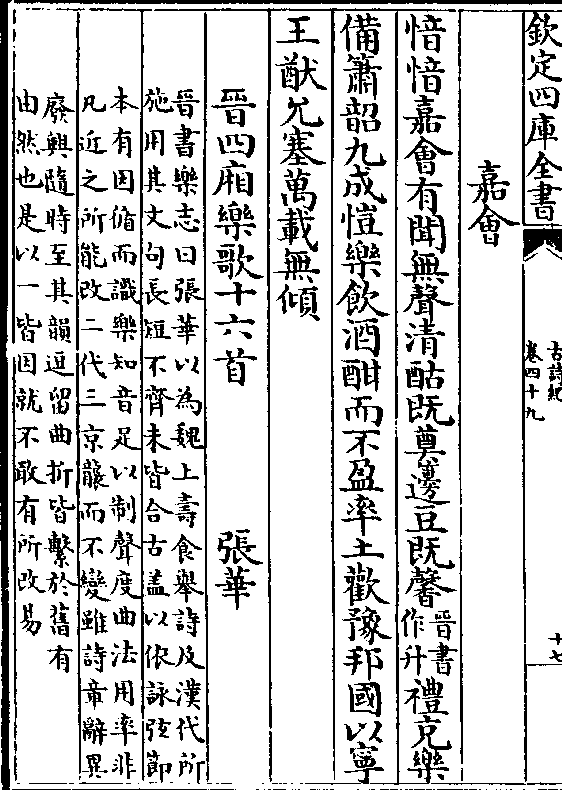 欽定四庫全書
古詩紀
卷四十九
十七
嘉會
愔愔嘉會有聞無聲清酤既奠籩豆既馨晉書作升禮充樂
備簫韶九成愷樂飲酒酣而不盈率土歡豫邦國以寧
王猷允塞萬載無傾
晉四廂樂歌十六首 張華
晉書樂志曰張華以為魏上壽食舉詩及漢代所
施用其文句長短不齊未皆合古盖以依詠弦節
本有因循而識樂知音足以制聲度曲法用率非
凡近之所能改二代三京襲而不變雖詩章辭異
廢興隨時至其韻逗留曲折皆繫於舊有
由然也是以一皆因就不敢有所改易